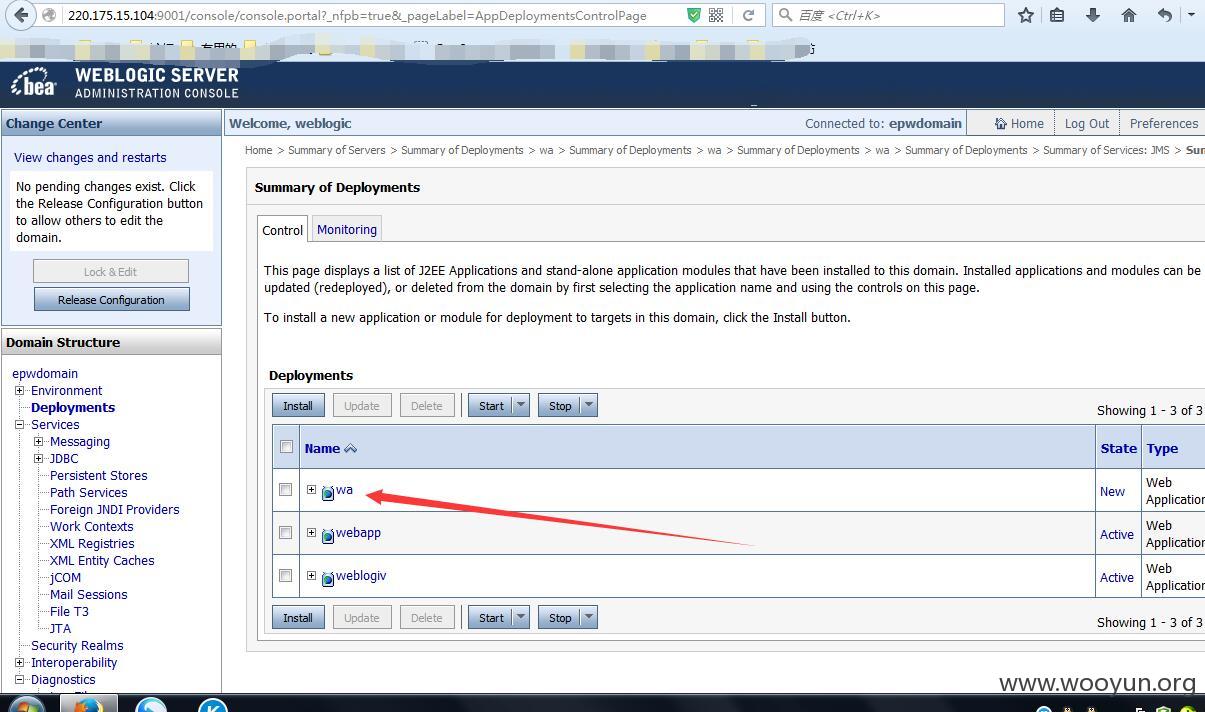 220.175.15.104:9001/console/console.portal?_nfpb=true&_pageLabel=AppDeploymentsControlPage
百度 <Ctrl+K>
bea
WEBLOGIC SERVER
ADMINISTRATION CONSOLE
Change Center
View changes and restarts
No pending changes exist. Click
the Release Configuration button
to allow others to edit the
domain.
Lock & Edit
Release Configuration
Domain Structure
epwdomain
Environment
Deployments
Services
Messaging
JDBC
Persistent Stores
Path Services
Foreign JNDI Providers
Work Contexts
XML Registries
XML Entity Caches
jCOM
Mail Sessions
File T3
JTA
Security Realms
Interoperability
Diagnostics
Welcome, weblogic
Connected to: epwdomain
Home
Log Out
Preferences
Home > Summary of Servers > Summary of Deployments > wa > Summary of Deployments > wa > Summary of Deployments > wa > Summary of Deployments > Summary of Services: JMS > Sum
Summary of Deployments
Control
Monitoring
This page displays a list of J2EE Applications and stand-alone application modules that have been installed to this domain. Installed applications and modules can be
updated (redeployed), or deleted from the domain by first selecting the application name and using the controls on this page.
To install a new application or module for deployment to targets in this domain, click the Install button.
Deployments
Install
Update
Delete
Start
Stop
Showing 1 - 3 of 3
Name
State
Type
wa
New
Web
Application
webapp
Active
Web
Application
weblogiv
Active
Web
Application
Install
Update
Delete
Start
Stop
Showing 1 - 3 of 3
www.wooyun.org